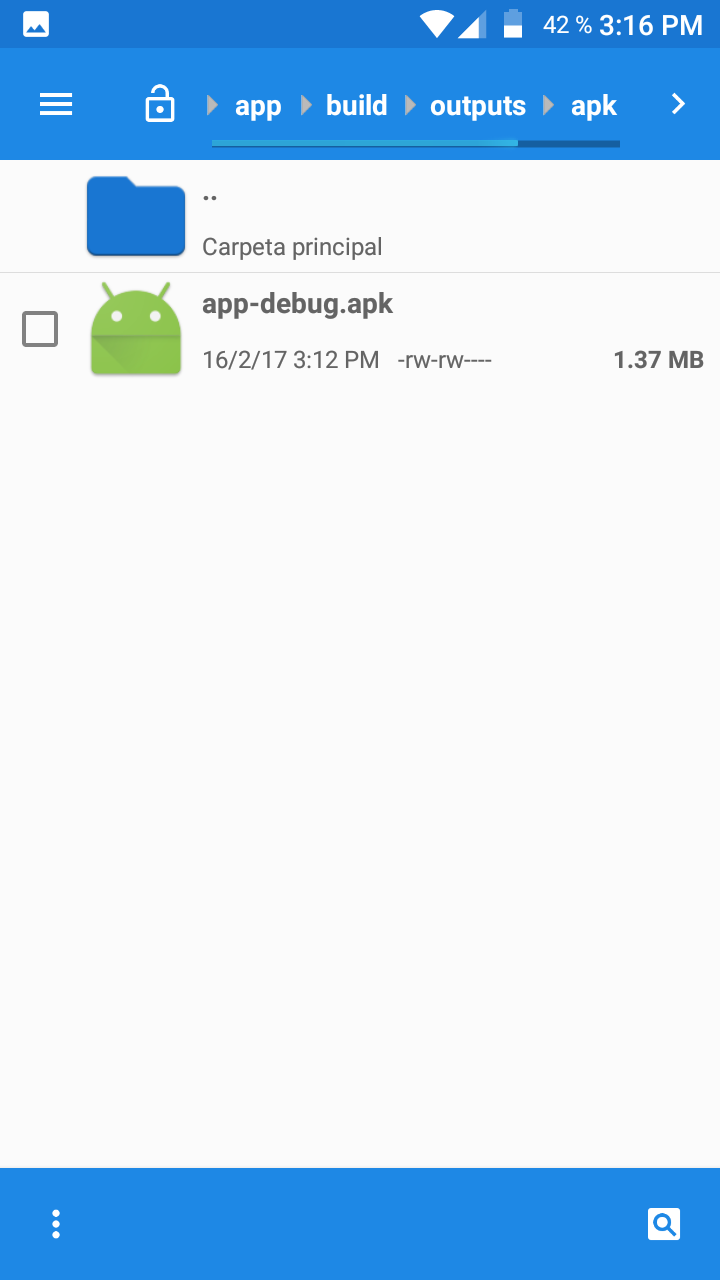 42 % 3:16 PM
app build outputs apk
..
Carpeta principal
app-debug.apk
16/2/17 3:12 PM -rw-rw---- 1.37 MB